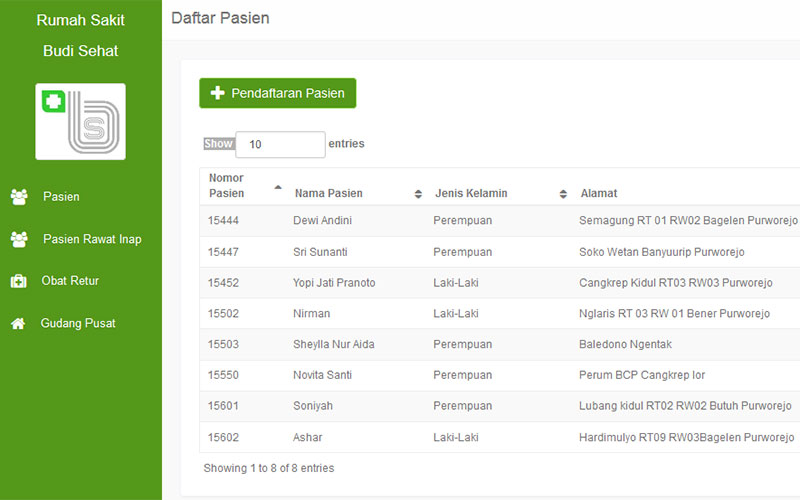 Rumah Sakit
Budi Sehat
Pasien
Pasien Rawat Inap
Obat Retur
Gudang Pusat
Daftar Pasien
Pendaftaran Pasien
Show 10 entries
Nomor Pasien Nama Pasien Jenis Kelamin Alamat
15444 Dewi Andini Perempuan Semagung RT 01 RW02 Bagelen Purworejo
15447 Sri Sunanti Perempuan Soko Wetan Banyuurip Purworejo
15452 Yopi Jati Pranoto Laki-Laki Cangkrep Kidul RT03 RW03 Purworejo
15502 Nirman Laki-Laki Nglaris RT 03 RW 01 Bener Purworejo
15503 Sheylla Nur Aida Perempuan Baledono Ngentak
15550 Novita Santi Perempuan Perum BCP Cangkrep lor
15601 Soniyah Perempuan Lubang kidul RT02 RW02 Butuh Purworejo
15602 Ashar Laki-Laki Hardimulyo RT09 RW03Bagelen Purworejo
Showing 1 to 8 of 8 entries